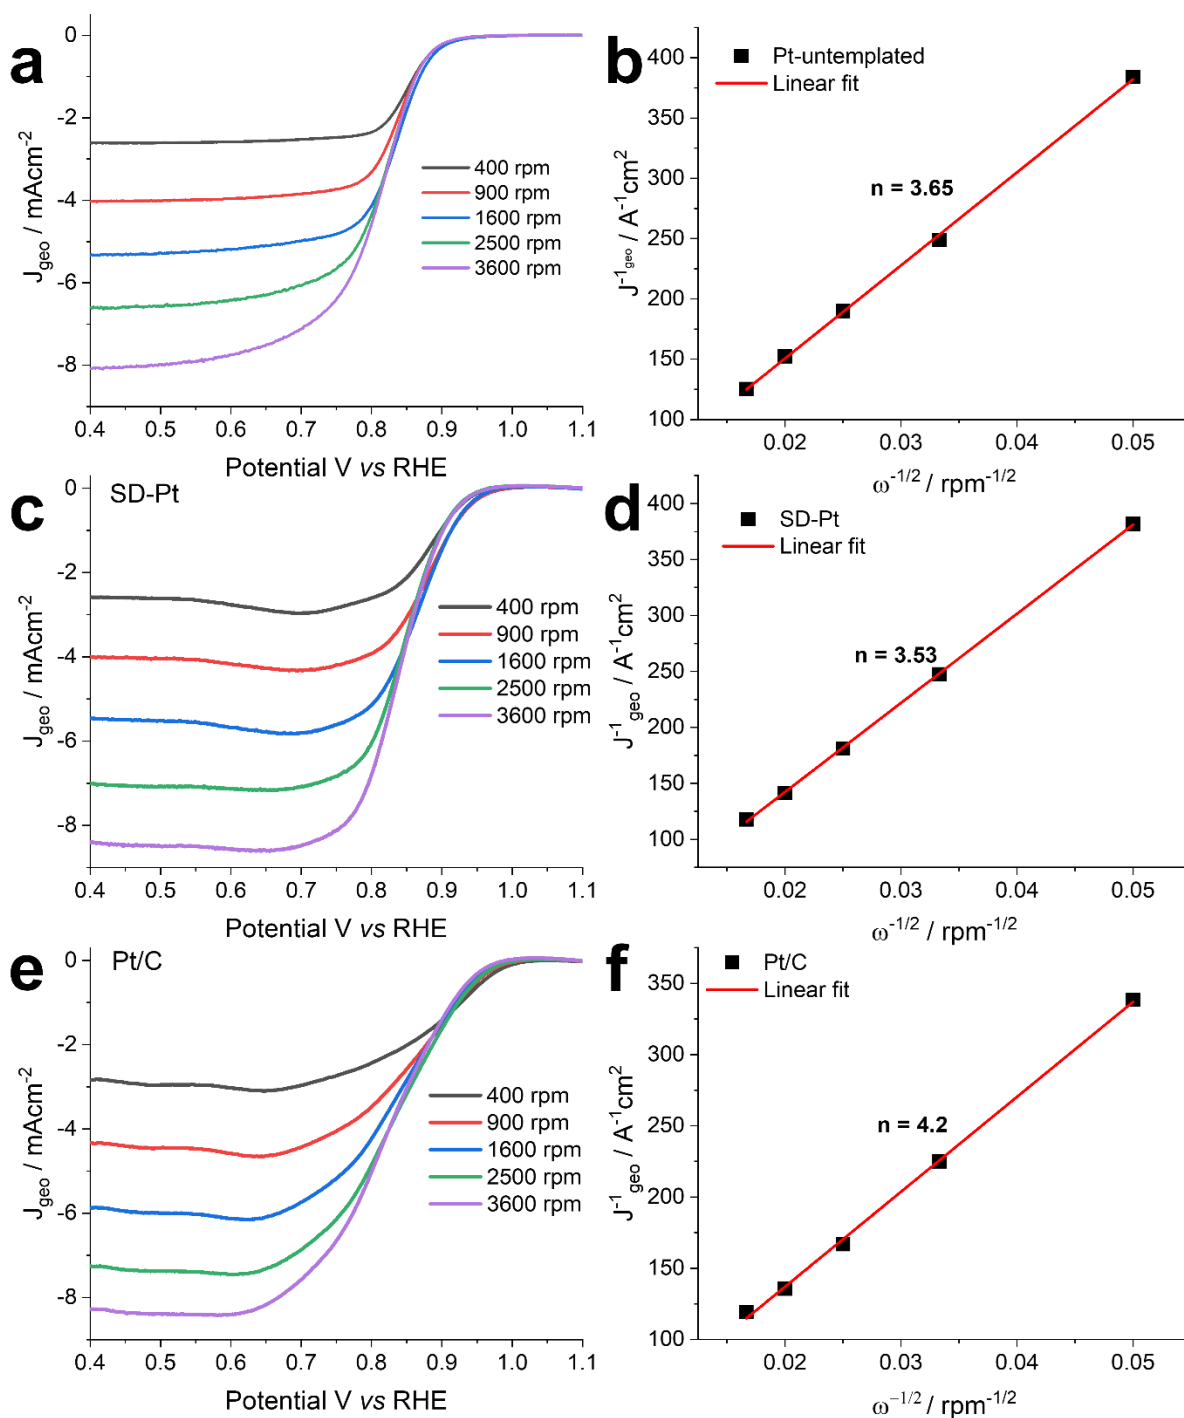 a
0
-2
-4
-6
-8
J_geo / mAcm^-2
400 rpm
900 rpm
1600 rpm
2500 rpm
3600 rpm
0.4 0.5 0.6 0.7 0.8 0.9 1.0 1.1
Potential V vs RHE
b
400
350
300
250
200
150
100
J^-1_geo / A^-1cm^2
Pt-untemplated
Linear fit
n = 3.65
0.02 0.03 0.04 0.05
ω^-1/2 / rpm^-1/2
c
SD-Pt
0
-2
-4
-6
-8
J_geo / mAcm^-2
400 rpm
900 rpm
1600 rpm
2500 rpm
3600 rpm
0.4 0.5 0.6 0.7 0.8 0.9 1.0 1.1
Potential V vs RHE
d
400
350
300
250
200
150
100
J^-1_geo / A^-1cm^2
SD-Pt
Linear fit
n = 3.53
0.02 0.03 0.04 0.05
ω^-1/2 / rpm^-1/2
e
Pt/C
0
-2
-4
-6
-8
J_geo / mAcm^-2
400 rpm
900 rpm
1600 rpm
2500 rpm
3600 rpm
0.4 0.5 0.6 0.7 0.8 0.9 1.0 1.1
Potential V vs RHE
f
350
300
250
200
150
100
J^-1_geo / A^-1cm^2
Pt/C
Linear fit
n = 4.2
0.02 0.03 0.04 0.05
ω^-1/2 / rpm^-1/2